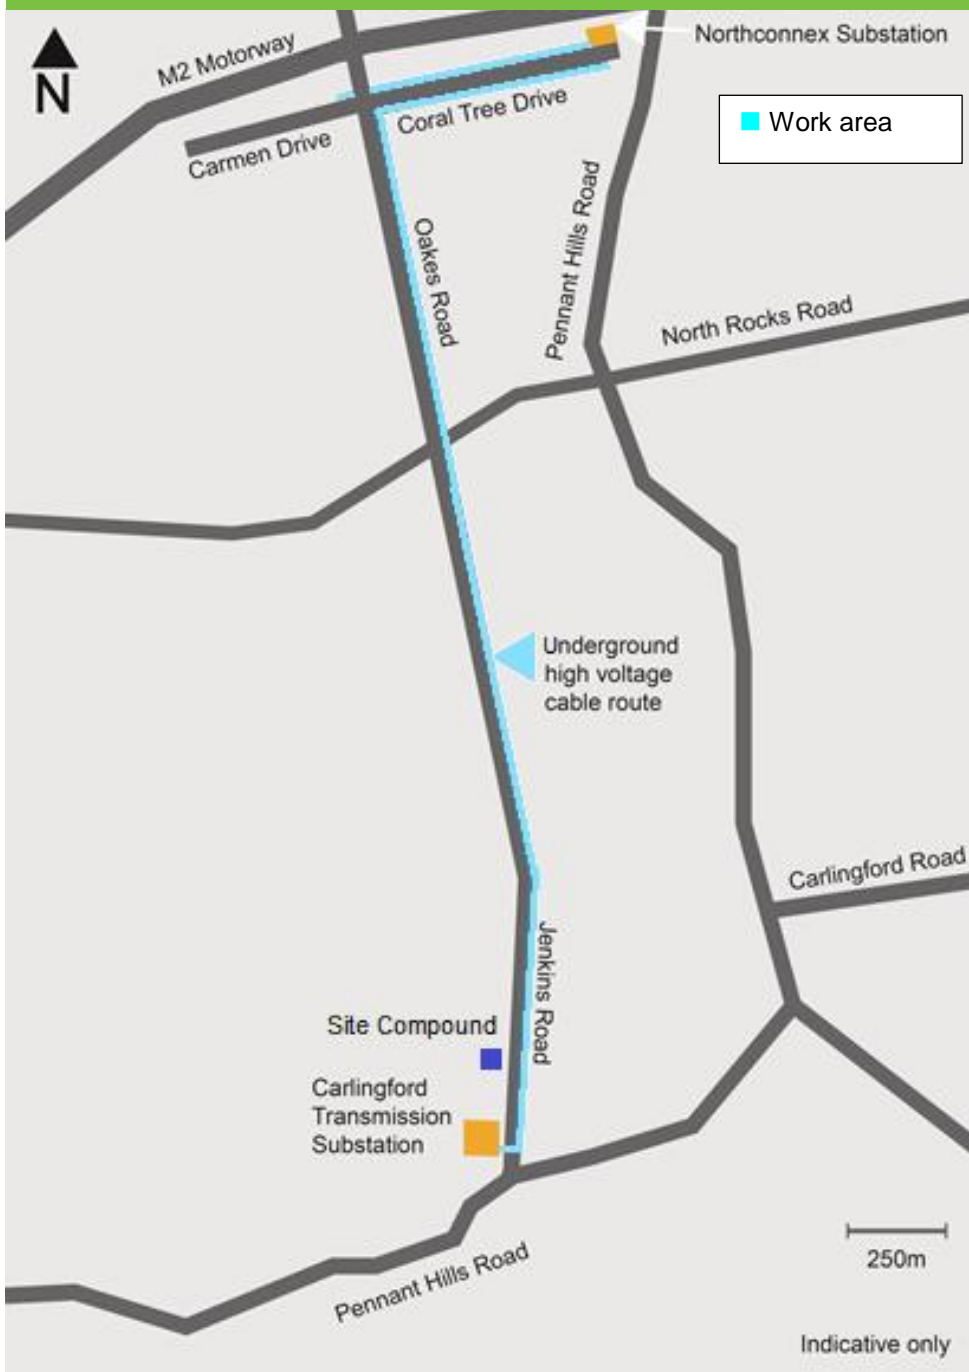 Northconnex Substation
N
M2 Motorway
Work area
Coral Tree Drive
Carmen Drive
Oakes Road
Pennant Hills Road
North Rocks Road
Underground
high voltage
cable route
Carlingford Road
Jenkins Road
Site Compound
Carlingford
Transmission
Substation
250m
Pennant Hills Road
Indicative only